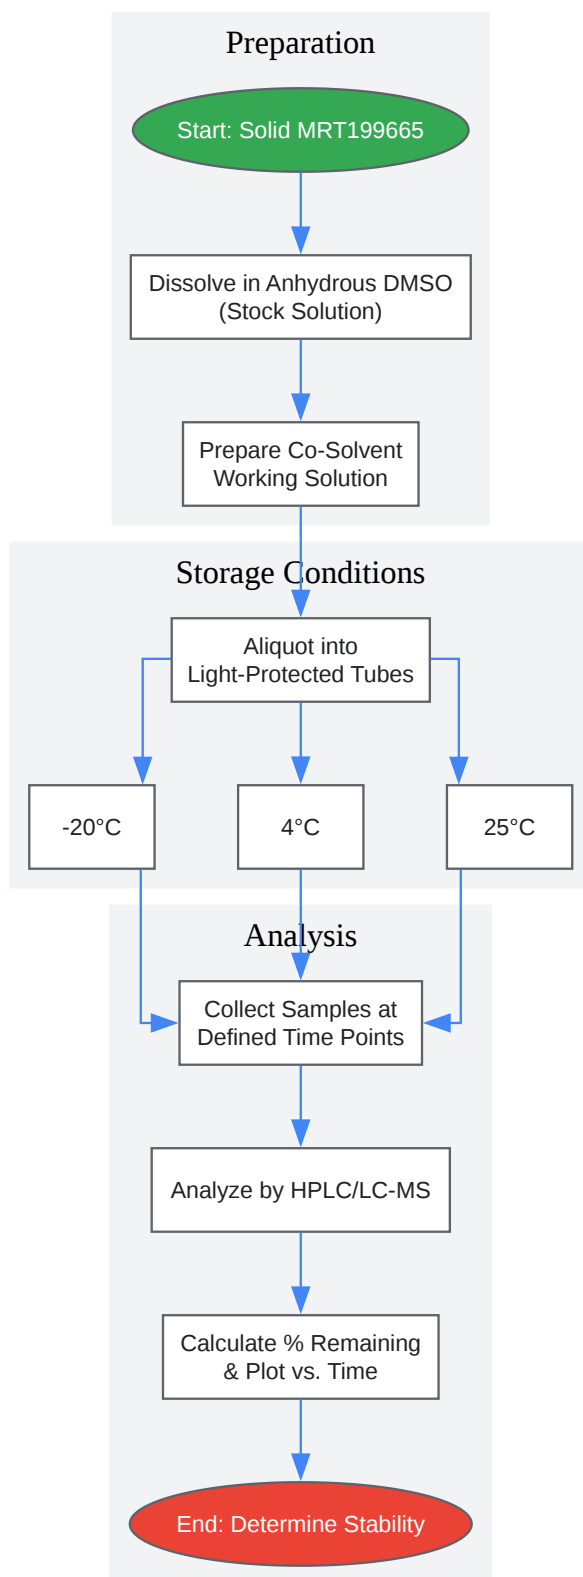 Preparation
Start: Solid MRT199665
Dissolve in Anhydrous DMSO
(Stock Solution)
Prepare Co-Solvent
Working Solution
Storage Conditions
Aliquot into
Light-Protected Tubes
-20°C
4°C
25°C
Analysis
Collect Samples at
Defined Time Points
Analyze by HPLC/LC-MS
Calculate % Remaining
& Plot vs. Time
End: Determine Stability